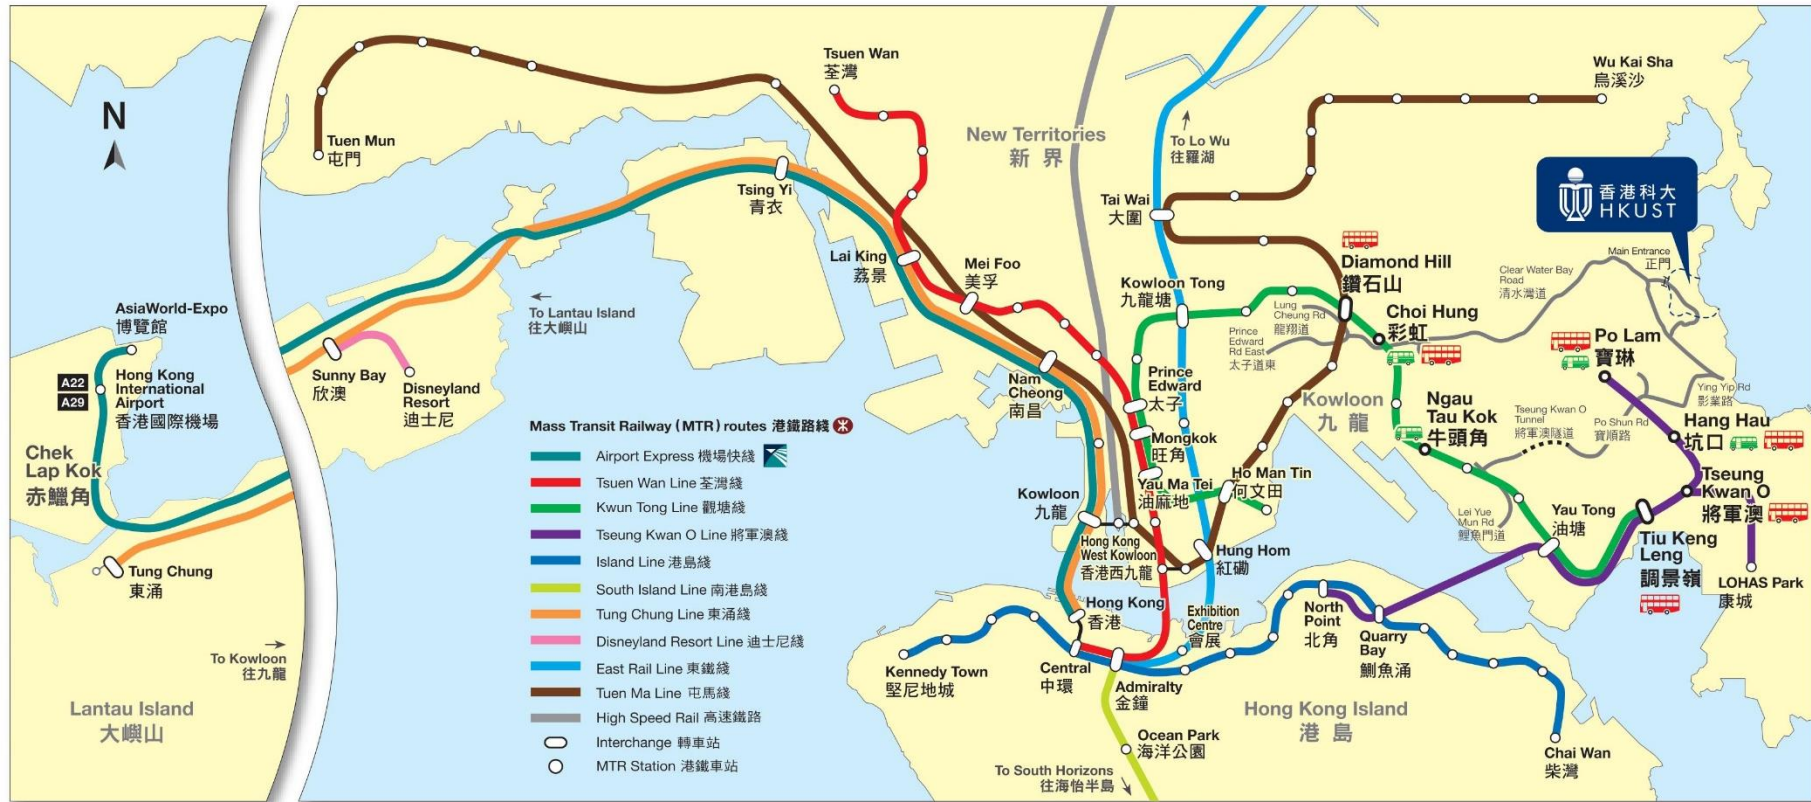 N
Tsuen Wan
荃灣
Wu Kai Sha
烏溪沙
Tuen Mun
屯門
New Territories
新界
To Lo Wu
往羅湖
香港科大
HKUST
Tsing Yi
青衣
Tai Wai
大圍
Lai King
荔景
Mei Foo
美孚
Diamond Hill
鑽石山
Main Entrance
正門
Clear Water Bay
Road
清水灣道
Kowloon Tong
九龍塘
Lung
Cheung Rd
龍翔道
Choi Hung
彩虹
AsiaWorld-Expo
博覽館
To Lantau Island
往大嶼山
Prince
Edward
Rd East
太子道東
Po Lam
寶琳
A22
A29
Hong Kong
International
Airport
香港國際機場
Sunny Bay
欣澳
Disneyland
Resort
迪士尼
Nam
Cheong
南昌
Prince
Edward
太子
Kowloon
九龍
Ngau
Tau Kok
牛頭角
Tseung Kwan O
Tunnel
將軍澳隧道
Po Shun Rd
寶順路
Ying Yip Rd
影業路
Hang Hau
坑口
Chek
Lap Kok
赤鱲角
Mass Transit Railway (MTR) routes 港鐵路綫
Airport Express 機場快綫
Tsuen Wan Line 荃灣綫
Kwun Tong Line 觀塘綫
Tseung Kwan O Line 將軍澳綫
Island Line 港島綫
South Island Line 南港島綫
Tung Chung Line 東涌綫
Disneyland Resort Line 迪士尼綫
East Rail Line 東鐵綫
Tuen Ma Line 屯馬綫
High Speed Rail 高速鐵路
Interchange 轉車站
MTR Station 港鐵車站
Mongkok
旺角
Yau Ma Tei
油麻地
Ho Man Tin
何文田
Kowloon
九龍
Hong Kong
West Kowloon
香港西九龍
Hung Hom
紅磡
Lei Yue
Mun Rd
鯉魚門道
Yau Tong
油塘
Tseung
Kwan O
將軍澳
Tiu Keng
Leng
調景嶺
LOHAS Park
康城
Tung Chung
東涌
To Kowloon
往九龍
Lantau Island
大嶼山
Hong Kong
香港
Exhibition
Centre
會展
North
Point
北角
Quarry
Bay
鰂魚涌
Kennedy Town
堅尼地城
Central
中環
Admiralty
金鐘
Hong Kong Island
港島
Ocean Park
海洋公園
To South Horizons
往海怡半島
Chai Wan
柴灣